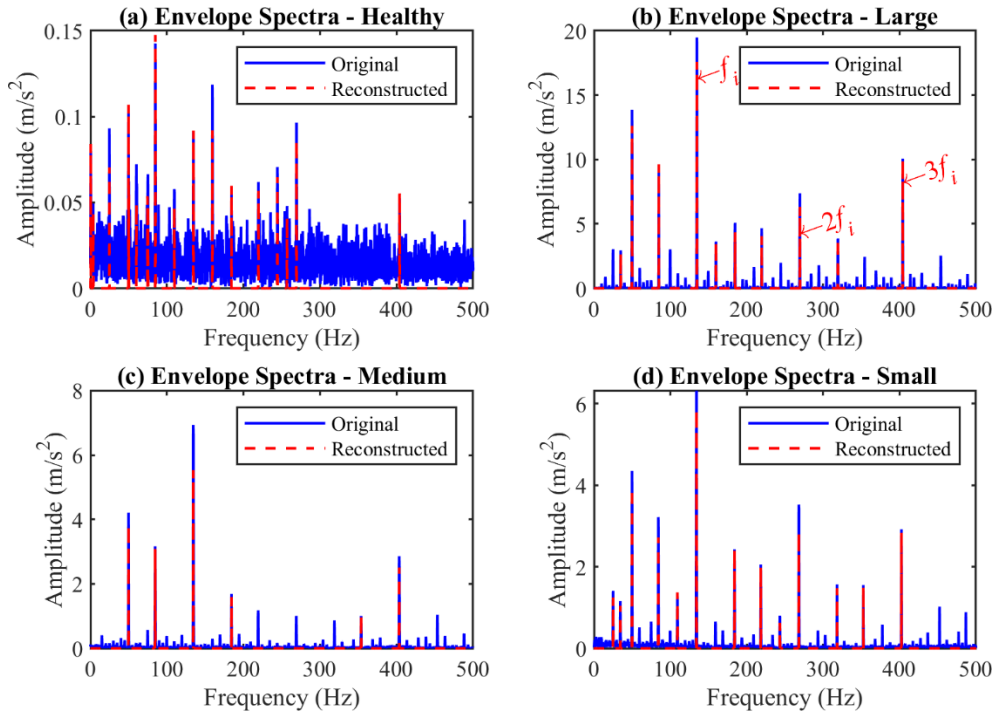 (a) Envelope Spectra - Healthy
0.15
0.1
0.05
0
Amplitude (m/s²)
Original
Reconstructed
0 100 200 300 400 500
Frequency (Hz)
(b) Envelope Spectra - Large
20
15
10
5
0
Amplitude (m/s²)
Original
Reconstructed
f i
3f i
2f i
0 100 200 300 400 500
Frequency (Hz)
(c) Envelope Spectra - Medium
8
6
4
2
0
Amplitude (m/s²)
Original
Reconstructed
0 100 200 300 400 500
Frequency (Hz)
(d) Envelope Spectra - Small
6
4
2
0
Amplitude (m/s²)
Original
Reconstructed
0 100 200 300 400 500
Frequency (Hz)